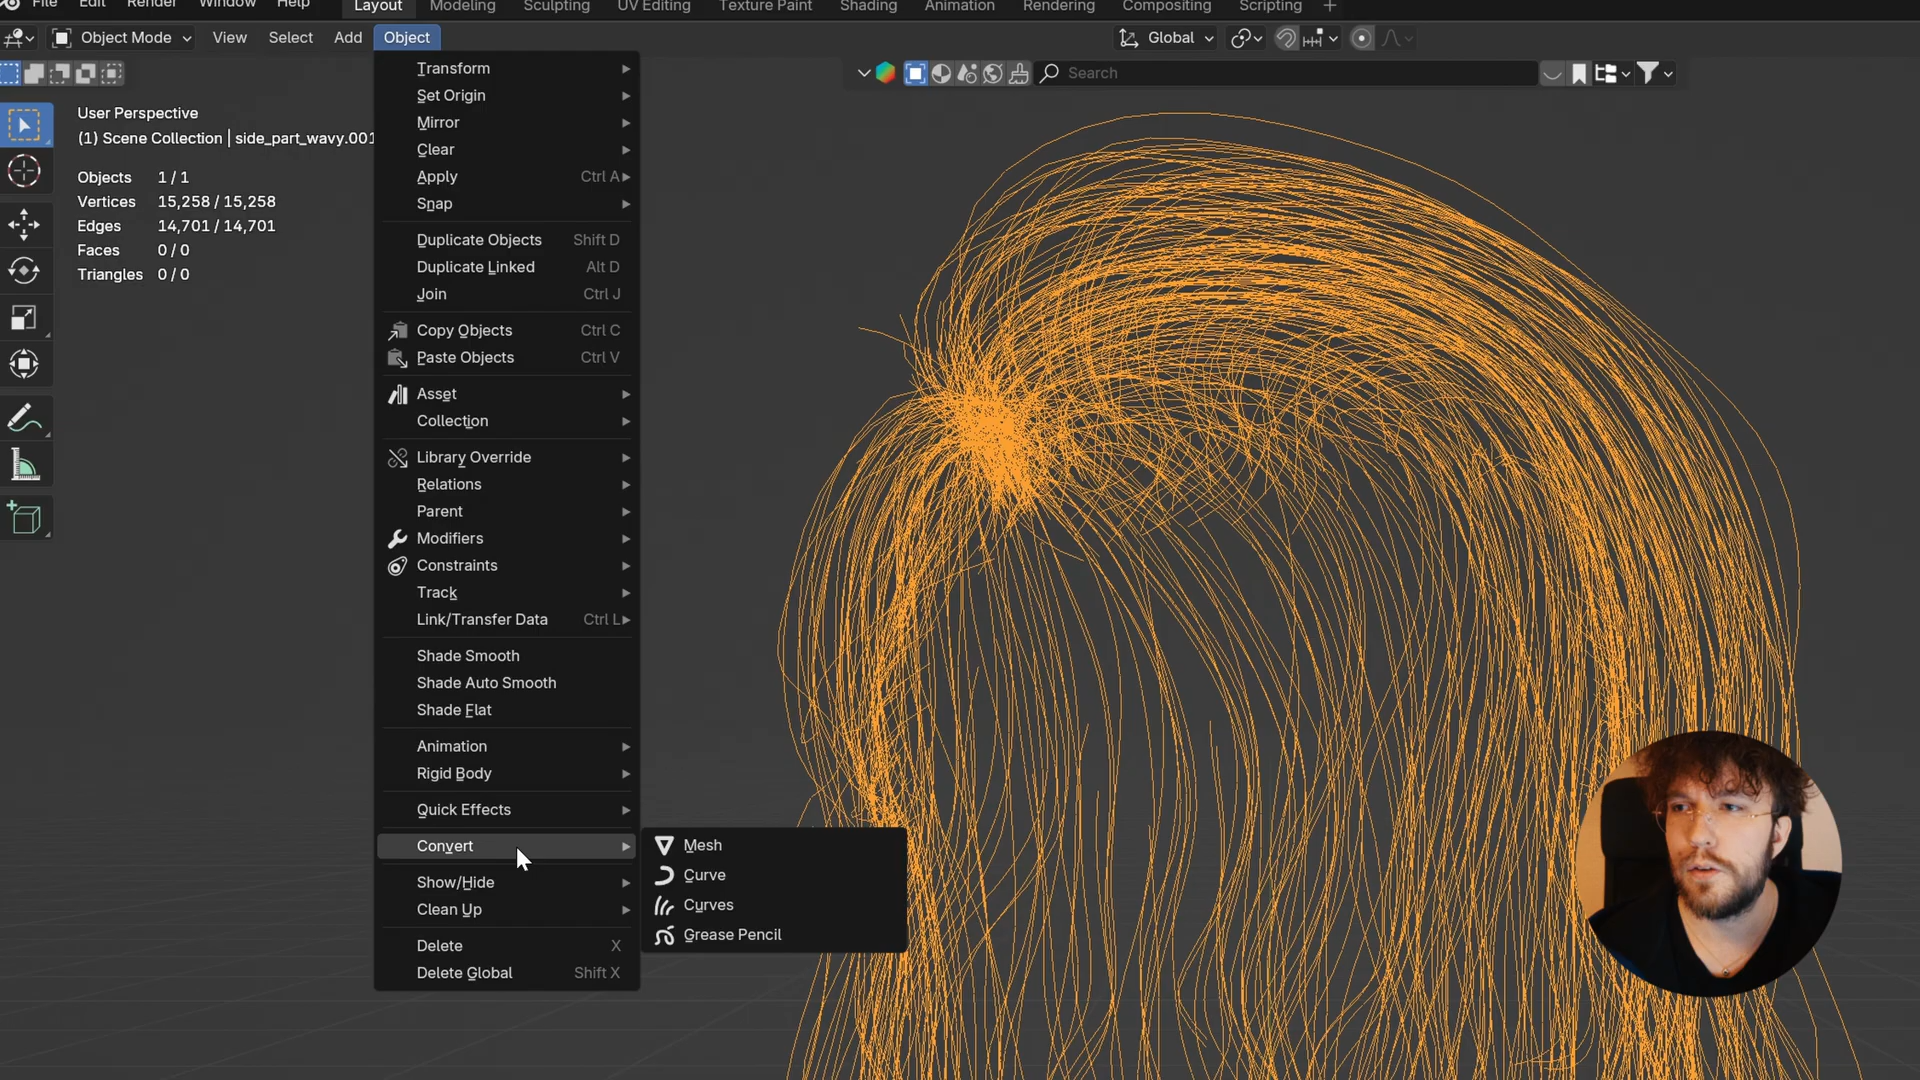 File Edit Render Window Help Layout Modeling Sculpting UV Editing Texture Paint Shading Animation Rendering Compositing Scripting +
Object Mode View Select Add Object Global
Search
User Perspective
(1) Scene Collection | side_part_wavy.001
Objects 1 / 1
Vertices 15,258 / 15,258
Edges 14,701 / 14,701
Faces 0 / 0
Triangles 0 / 0
Transform
Set Origin
Mirror
Clear
Apply Ctrl A
Snap
Duplicate Objects Shift D
Duplicate Linked Alt D
Join Ctrl J
Copy Objects Ctrl C
Paste Objects Ctrl V
Asset
Collection
Library Override
Relations
Parent
Modifiers
Constraints
Track
Link/Transfer Data Ctrl L
Shade Smooth
Shade Auto Smooth
Shade Flat
Animation
Rigid Body
Quick Effects
Convert
Show/Hide
Clean Up
Delete X
Delete Global Shift X
Mesh
Curve
Curves
Grease Pencil